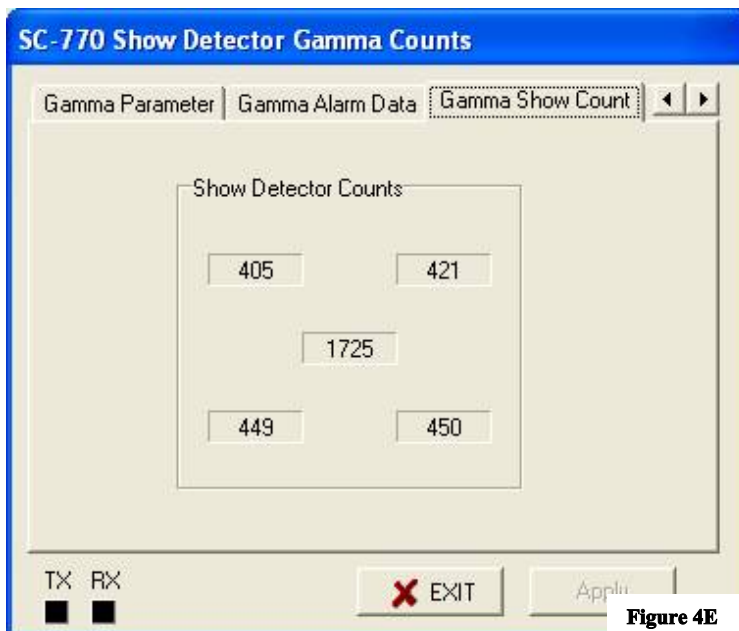 SC-770 Show Detector Gamma Counts
Gamma Parameter Gamma Alarm Data Gamma Show Count
Show Detector Counts
405 421
1725
449 450
TX RX
EXIT Apply
Figure 4E